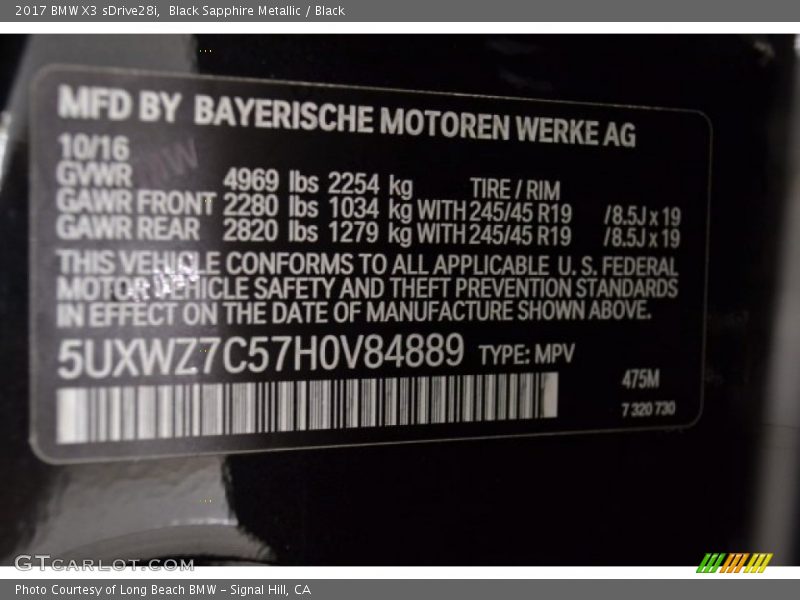 2017 BMW X3 sDrive28i,  Black Sapphire Metallic / Black
MFD BY BAYERISCHE MOTOREN WERKE AG
10/16
GVWR 4969 lbs 2254 kg TIRE / RIM
GAWR FRONT 2280 lbs 1034 kg WITH 245/45 R19 /8.5J x 19
GAWR REAR 2820 lbs 1279 kg WITH 245/45 R19 /8.5J x 19
THIS VEHICLE CONFORMS TO ALL APPLICABLE U. S. FEDERAL
MOTOR VEHICLE SAFETY AND THEFT PREVENTION STANDARDS
IN EFFECT ON THE DATE OF MANUFACTURE SHOWN ABOVE.
5UXWZ7C57H0V84889 TYPE: MPV
475M
7 320 730
GTCARLOT.COM
Photo Courtesy of Long Beach BMW - Signal Hill, CA